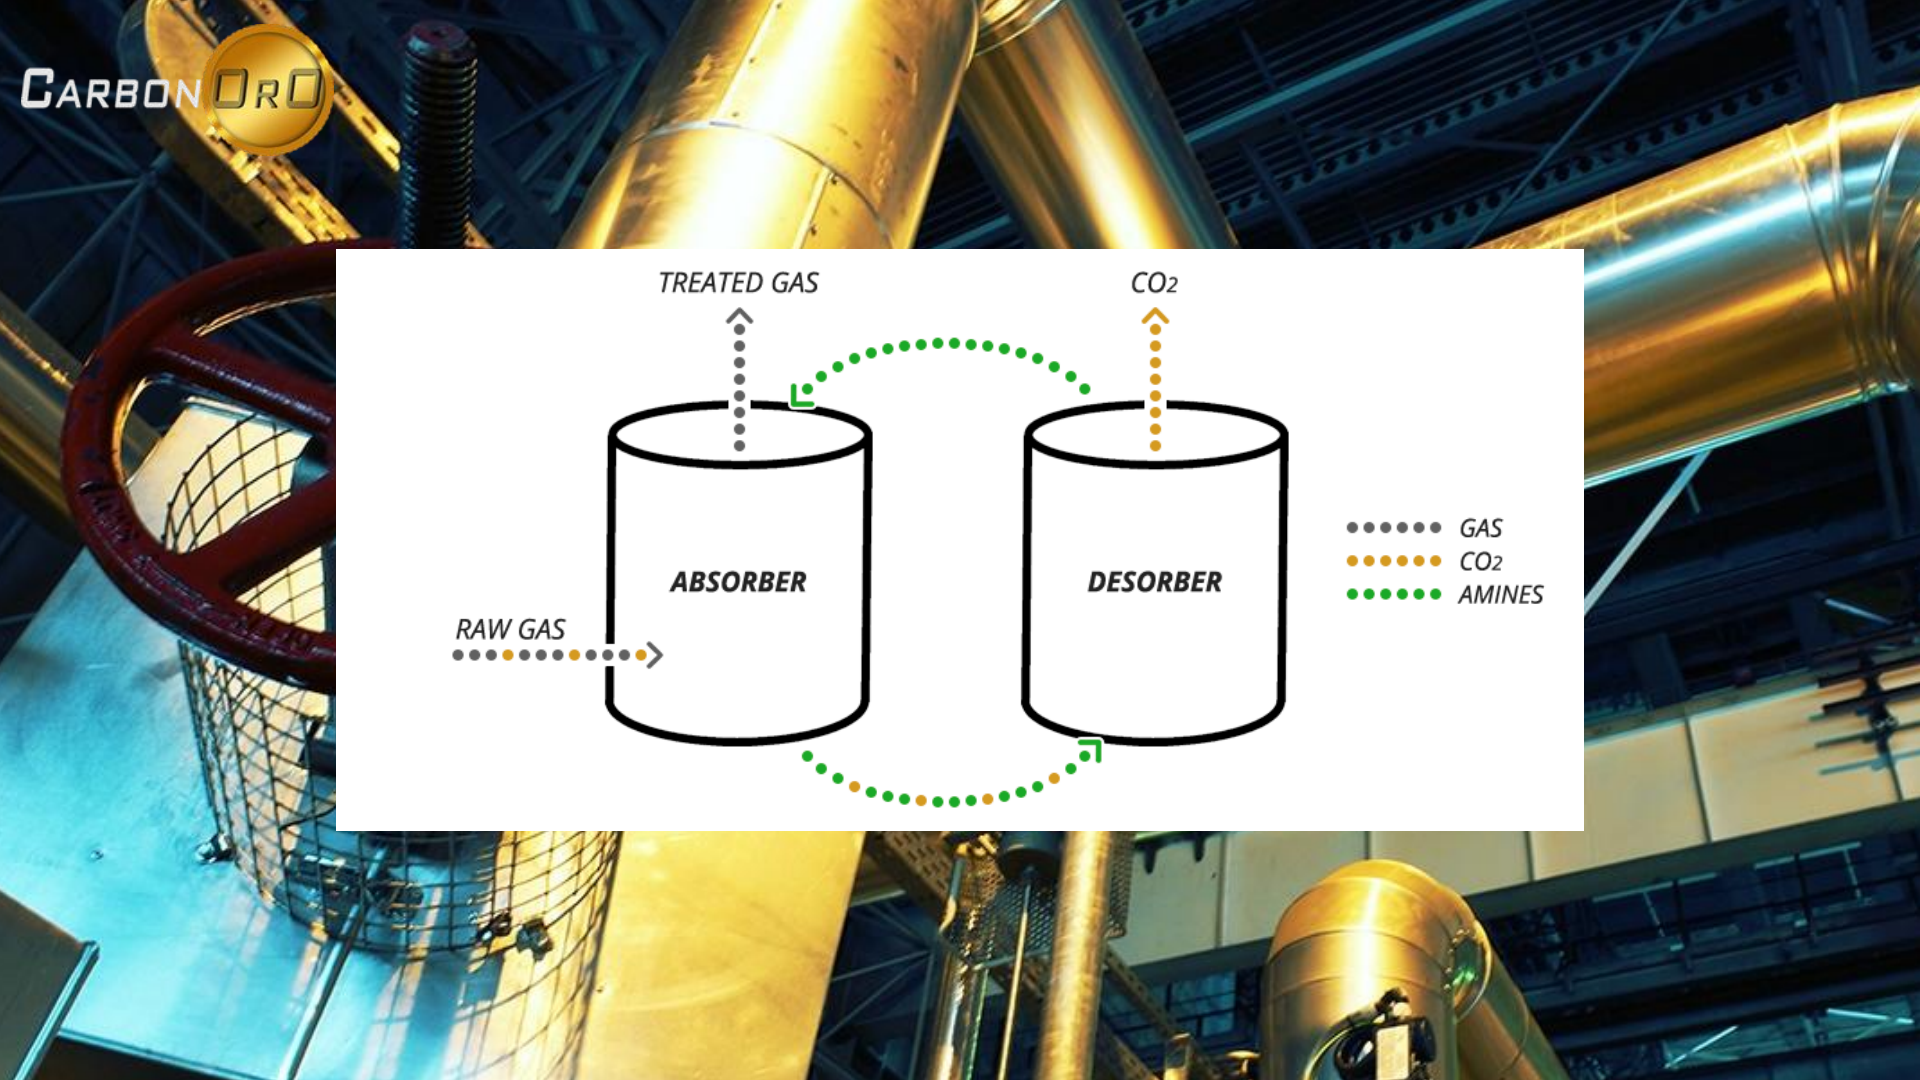 CARBONORO
TREATED GAS
CO2
ABSORBER
DESORBER
GAS
CO2
AMINES
RAW GAS